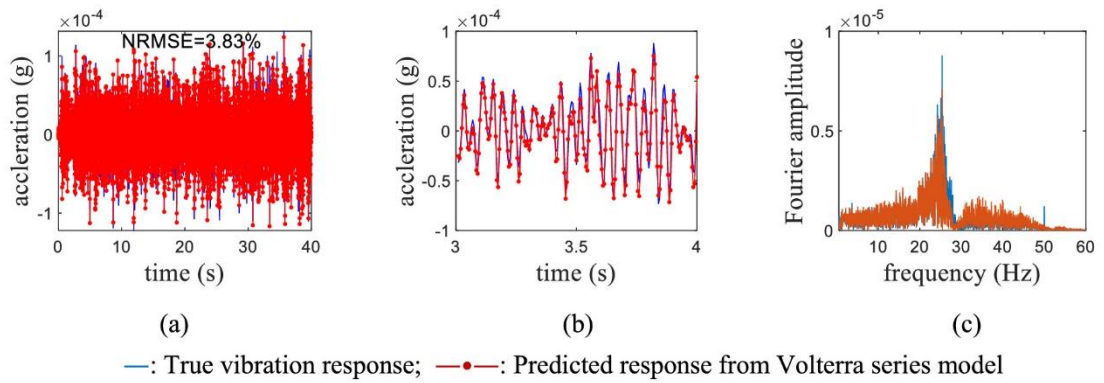 ×10⁻⁴
NRMSE=3.83%
1
0
-1
accleration (g)
0 10 20 30 40
time (s)
(a)
×10⁻⁴
1
0.5
0
-0.5
-1
accleration (g)
3 3.5 4
time (s)
(b)
×10⁻⁵
1
0.5
0
Fourier amplitude
10 20 30 40 50 60
frequency (Hz)
(c)
: True vibration response; : Predicted response from Volterra series model